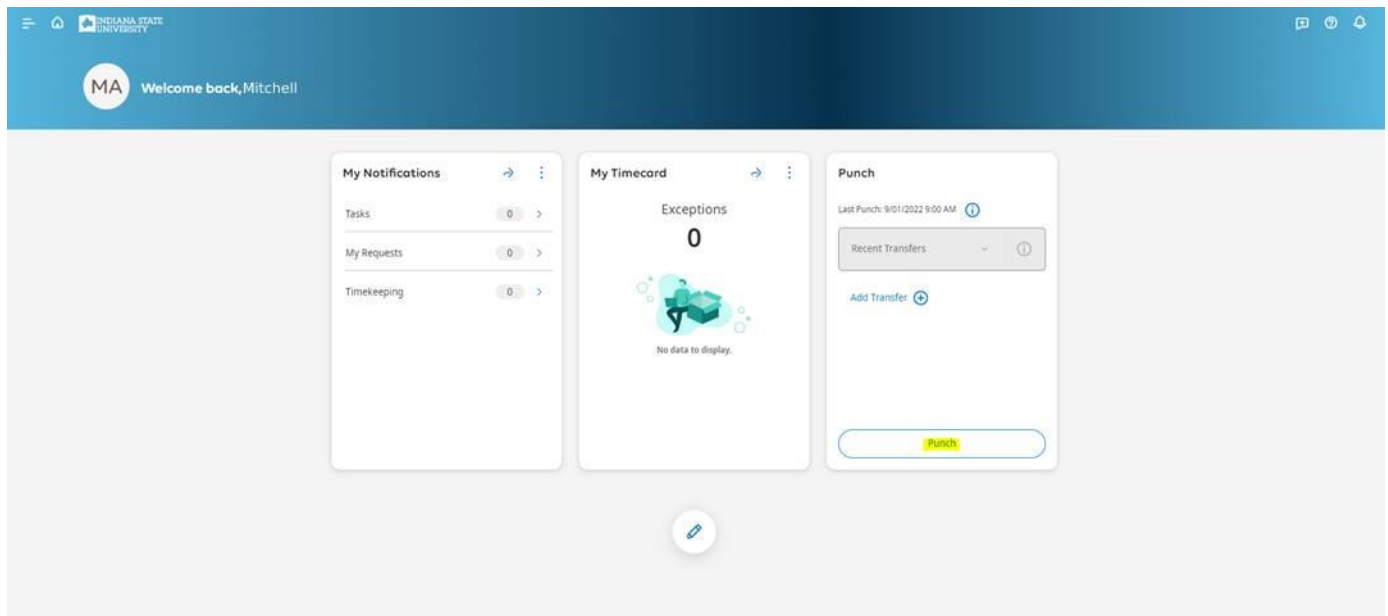 INDIANA STATE
UNIVERSITY
MA
Welcome back, Mitchell
My Notifications
Tasks 0
My Requests 0
Timekeeping 0
My Timecard
Exceptions
0
No data to display.
Punch
Last Punch: 9/01/2022 9:00 AM
Recent Transfers
Add Transfer
Punch